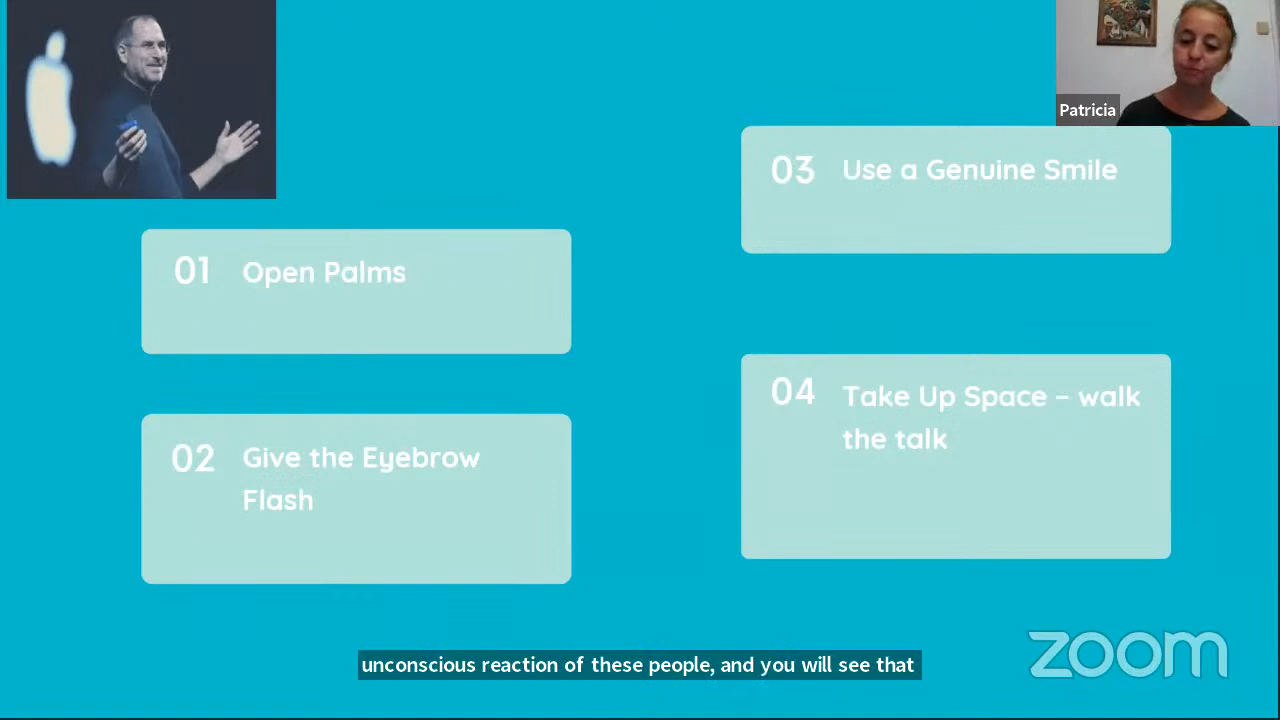 Patricia
01 Open Palms
02 Give the Eyebrow
Flash
03 Use a Genuine Smile
04 Take Up Space – walk
the talk
unconscious reaction of these people, and you will see that
zoom